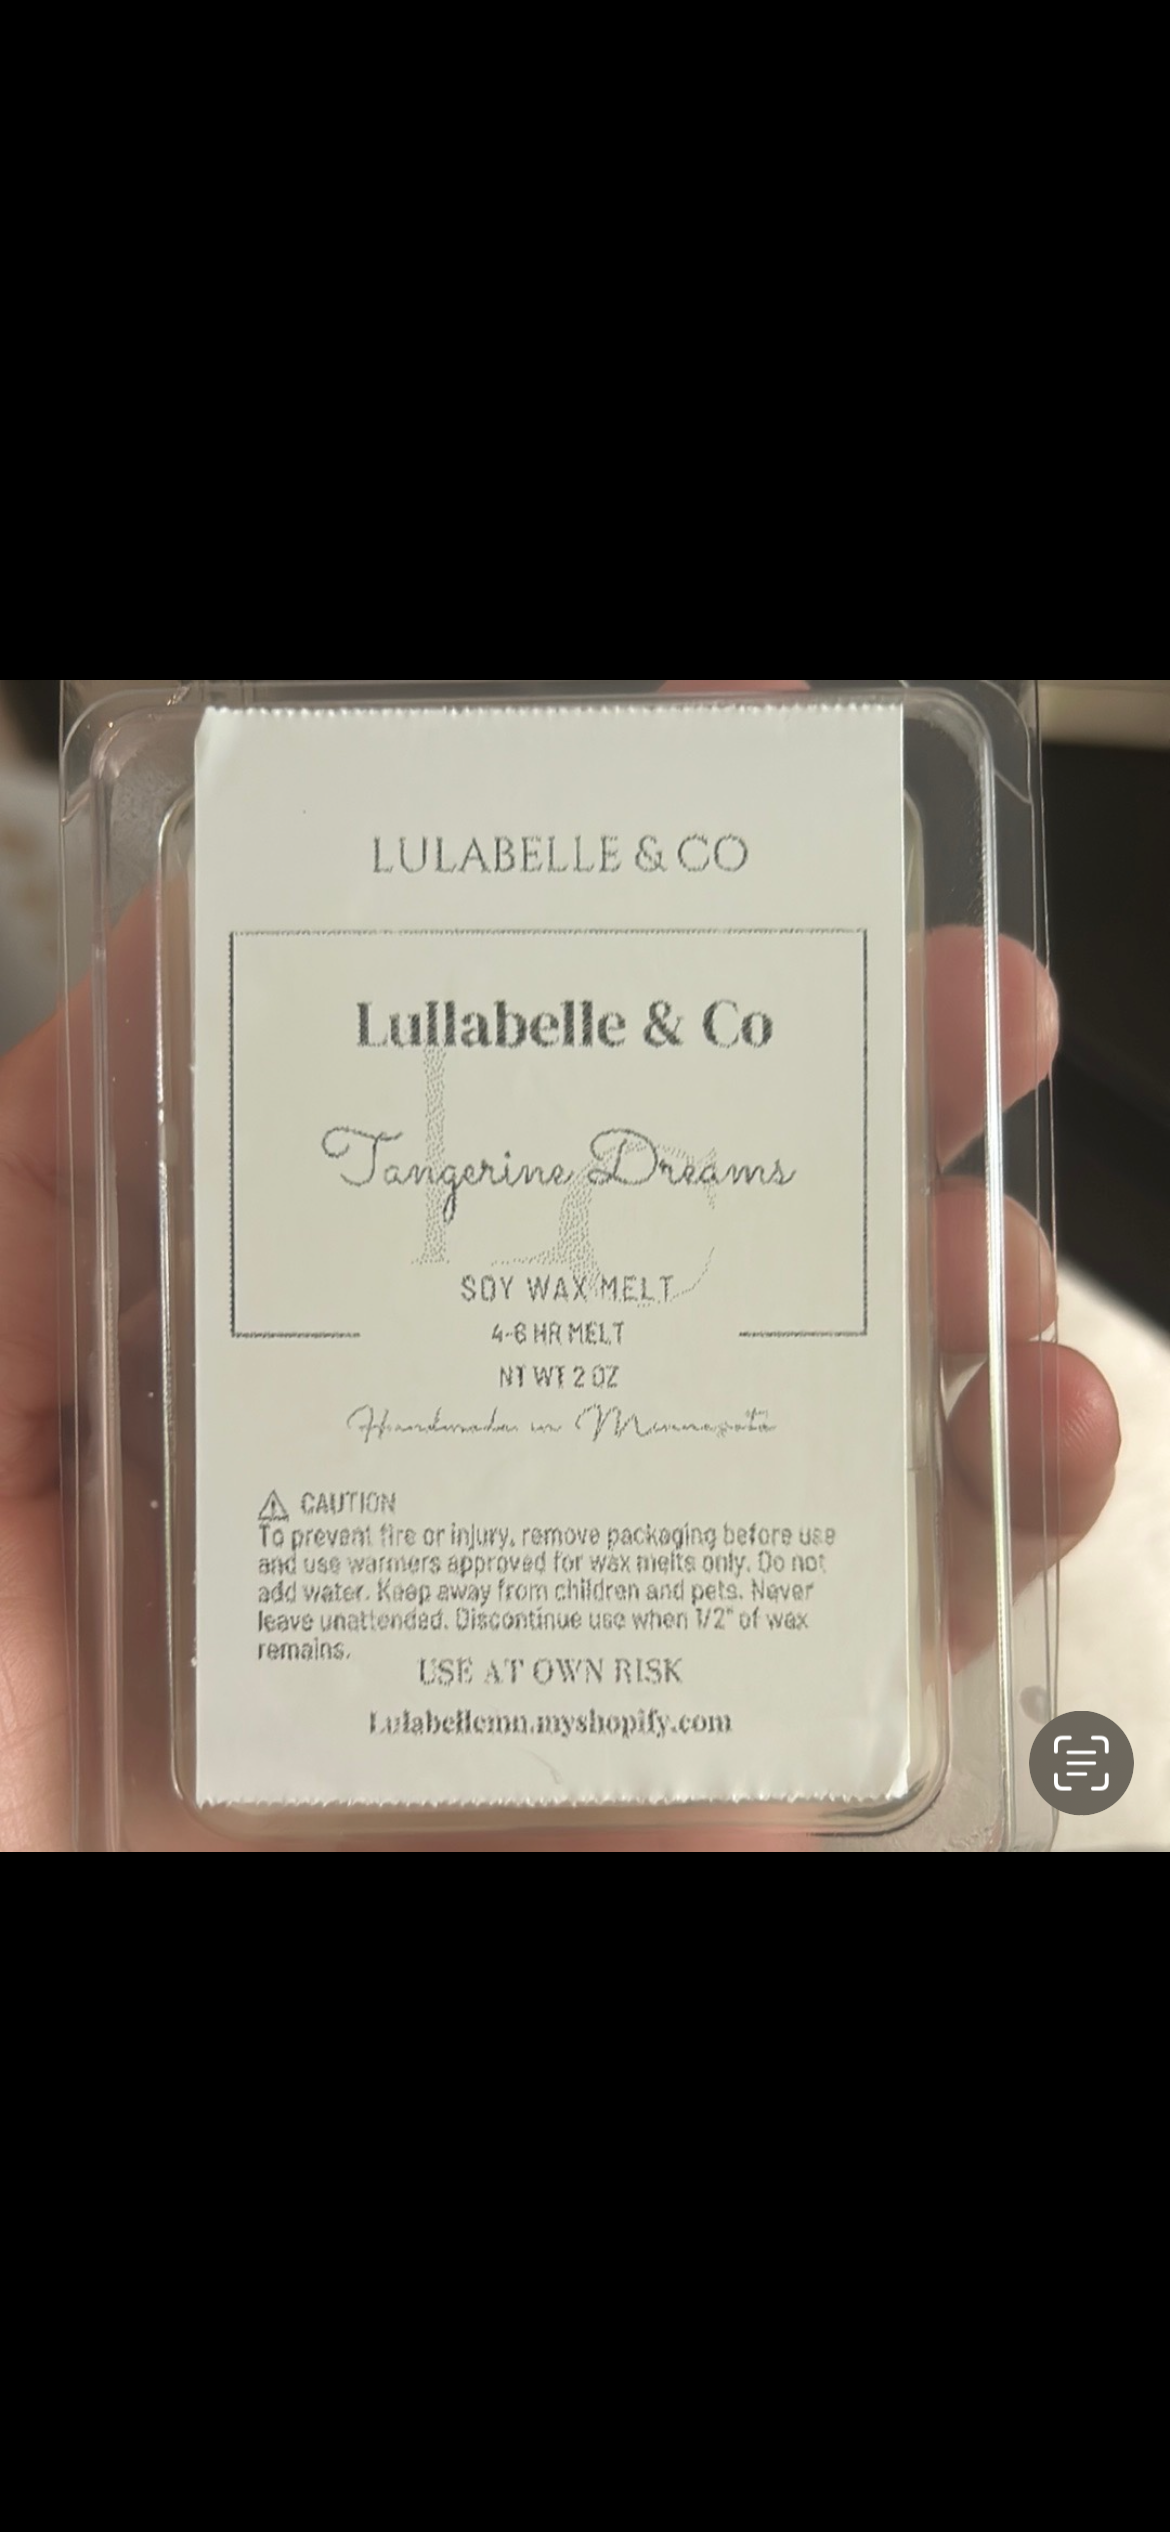 LULABELLE & CO
Lullabelle & Co
LC
Tangerine Dreams
SOY WAX MELT
4-6 HR MELT
NT WT 2 OZ
Handmade in Minnesota
⚠ CAUTION
To prevent fire or injury, remove packaging before use
and use warmers approved for wax melts only. Do not
add water. Keep away from children and pets. Never
leave unattended. Discontinue use when 1/2" of wax
remains.
USE AT OWN RISK
Lulabellemn.myshopify.com